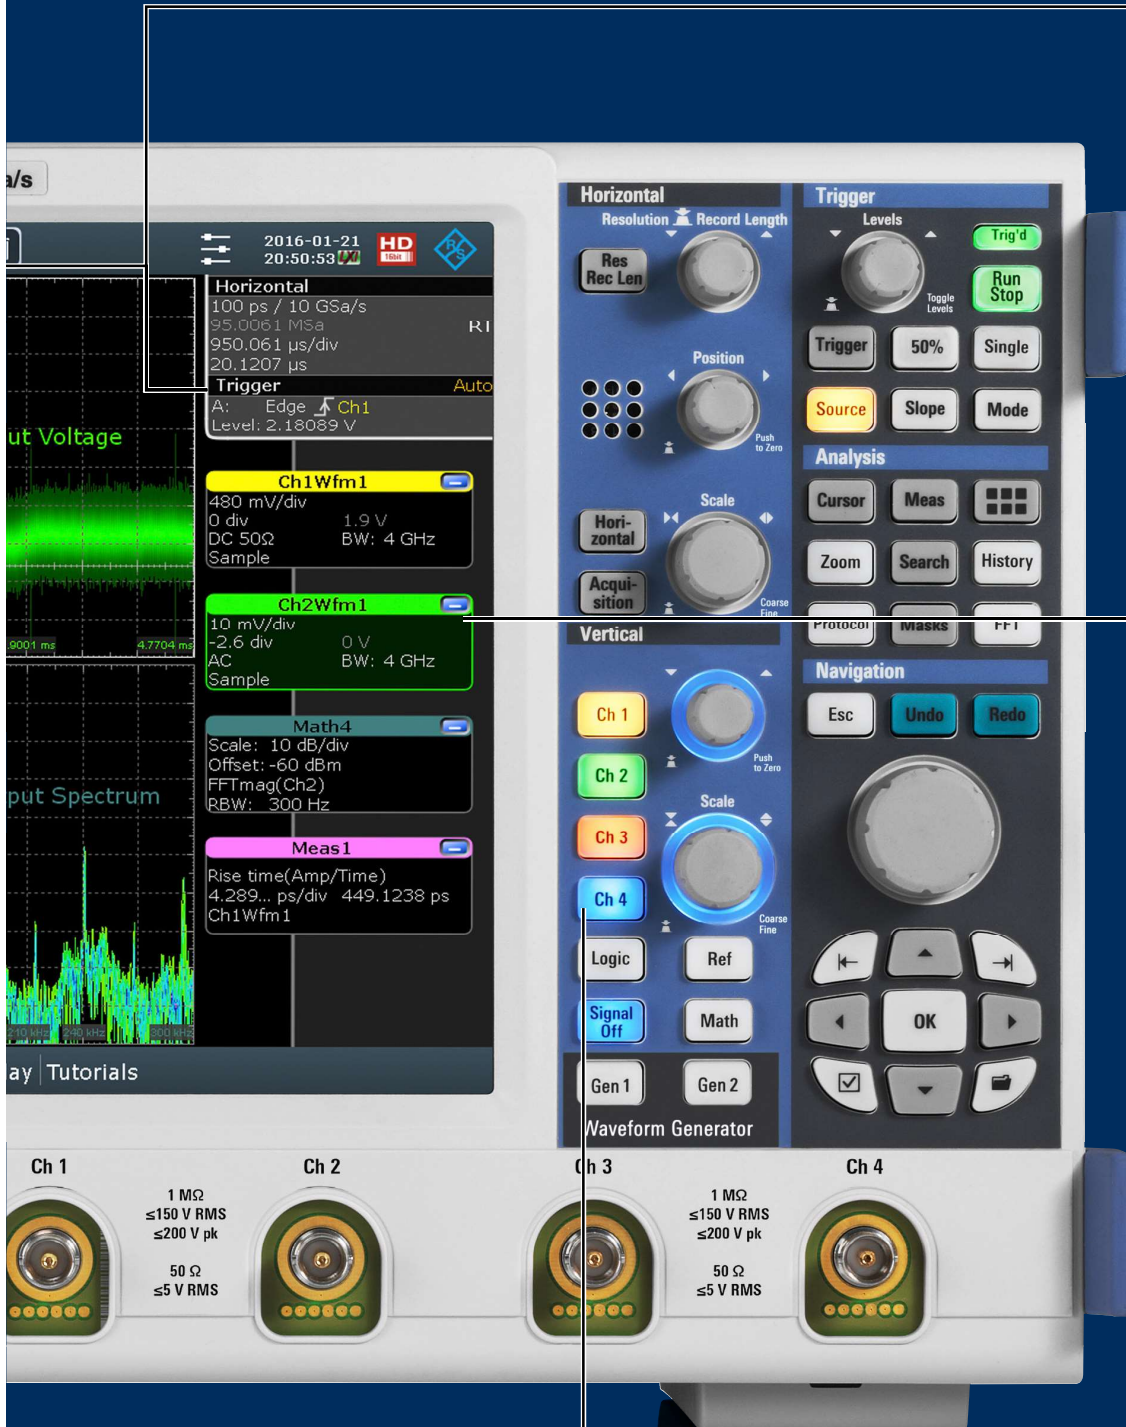 a/s
2016-01-21
20:50:53
HD
16bit
R&S
Horizontal
100 ps / 10 GSa/s
95.0061 MSa
RT
950.061 µs/div
20.1207 µs
Trigger
Auto
A: Edge Ch1
Level: 2.18089 V
ut Voltage
Ch1Wfm1
480 mV/div
0 div 1.9 V
DC 50Ω BW: 4 GHz
Sample
Ch2Wfm1
10 mV/div
-2.6 div 0 V
AC BW: 4 GHz
Sample
.9001 ms
4.7704 ms
Math4
Scale: 10 dB/div
Offset: -60 dBm
FFTmag(Ch2)
RBW: 300 Hz
put Spectrum
Meas1
Rise time(Amp/Time)
4.289... ps/div 449.1238 ps
Ch1Wfm1
210 kHz
240 kHz
300 kHz
ay
Tutorials
Horizontal
Resolution Record Length
Res
Rec Len
Position
Push
to Zero
Scale
Hori-
zontal
Acqui-
sition
Coarse
Fine
Vertical
Ch 1
Push
to Zero
Ch 2
Scale
Ch 3
Ch 4
Coarse
Fine
Logic
Ref
Signal
Off
Math
Gen 1
Gen 2
Waveform Generator
Trigger
Levels
Trig'd
Run
Stop
Toggle
Levels
Trigger
50%
Single
Source
Slope
Mode
Analysis
Cursor
Meas
Zoom
Search
History
Protocol
Masks
FFT
Navigation
Esc
Undo
Redo
OK
Ch 1
Ch 2
Ch 3
Ch 4
1 MΩ
≤150 V RMS
≤200 V pk
50 Ω
≤5 V RMS
1 MΩ
≤150 V RMS
≤200 V pk
50 Ω
≤5 V RMS